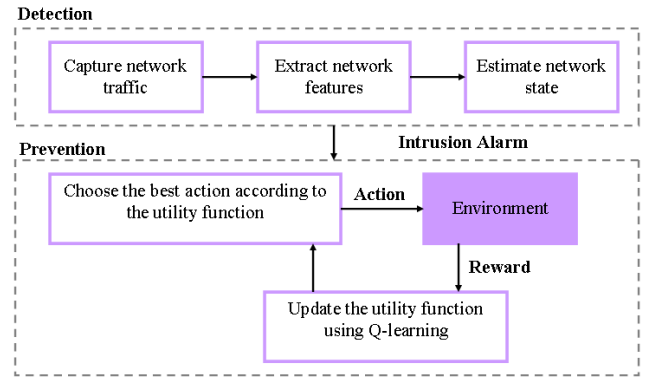 Detection
Capture network
traffic
Extract network
features
Estimate network
state
Intrusion Alarm
Prevention
Choose the best action according to
the utility function
Action
Environment
Reward
Update the utility function
using Q-learning